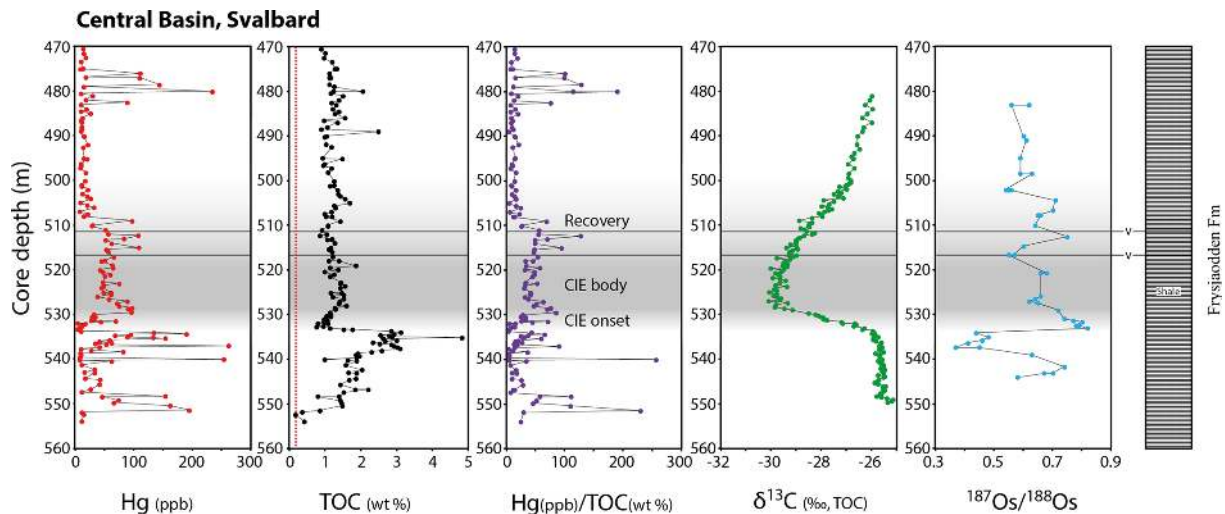 Central Basin, Svalbard
Core depth (m)
470
480
490
500
510
520
530
540
550
560
0 100 200 300
Hg (ppb)
470
480
490
500
510
520
530
540
550
560
0 1 2 3 4 5
TOC (wt %)
470
480
490
500
510
520
530
540
550
560
0 100 200 300
Hg(ppb)/TOC(wt %)
Recovery
CIE body
CIE onset
470
480
490
500
510
520
530
540
550
560
-32 -30 -28 -26 -24
δ13C (‰, TOC)
470
480
490
500
510
520
530
540
550
560
0.3 0.5 0.7 0.9
187Os/188Os
v
v
Shale
Frysjaodden Fm